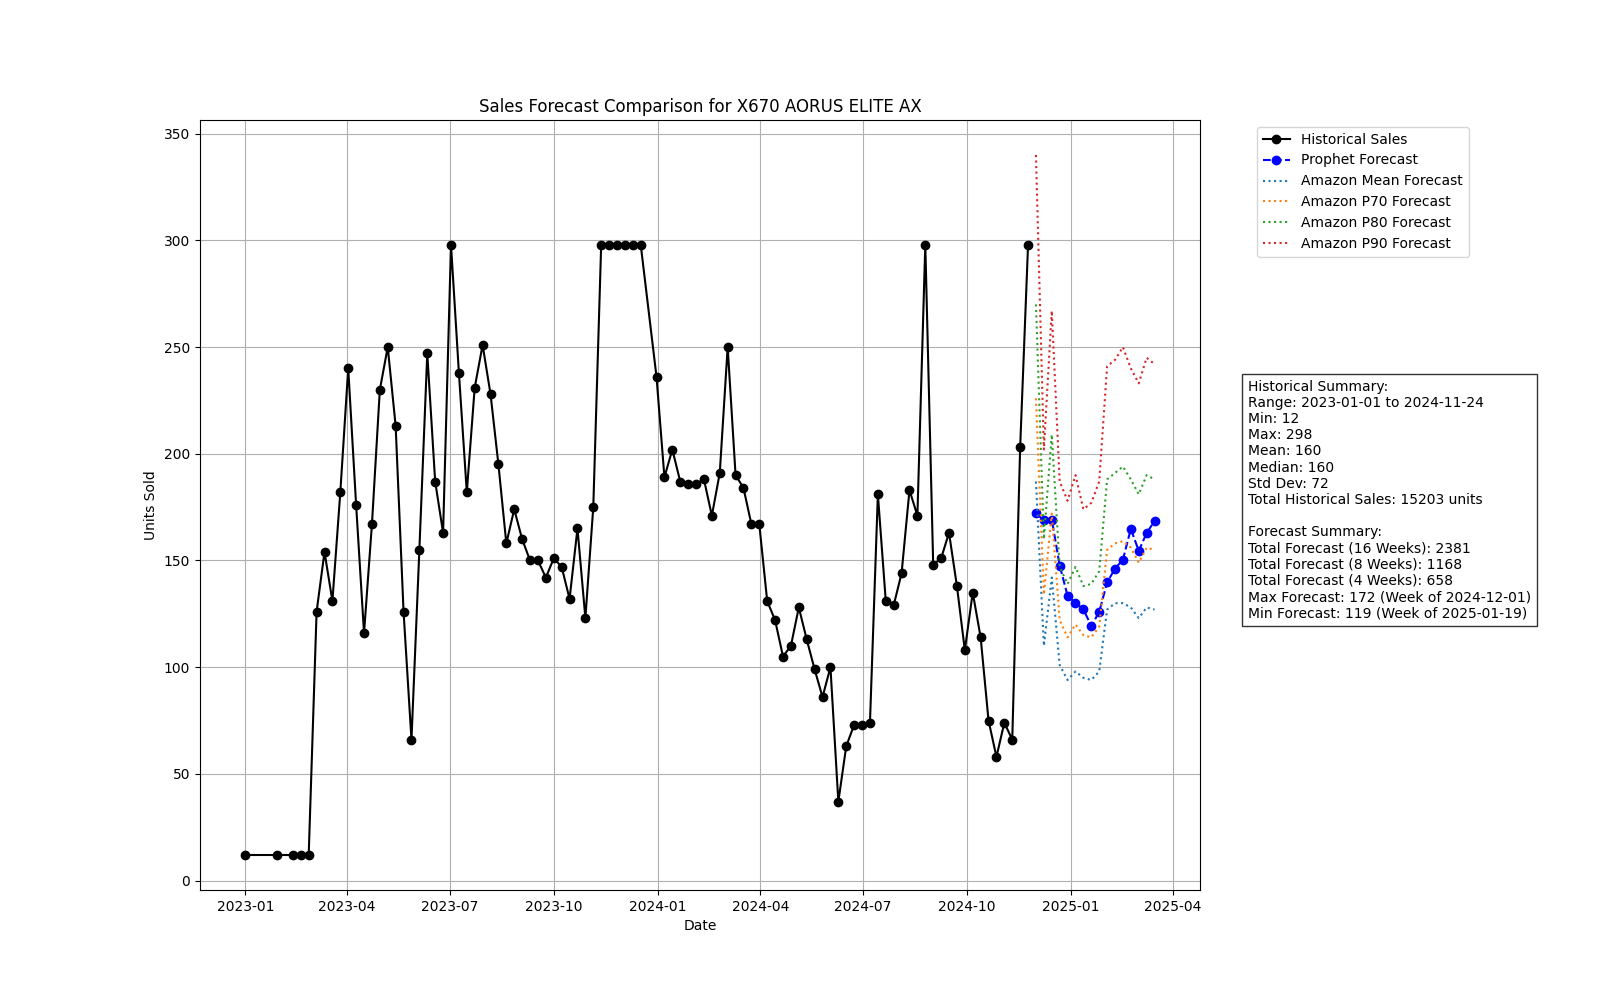 Sales Forecast Comparison for X670 AORUS ELITE AX
350
300
250
200
150
100
50
0
Units Sold
2023-01
2023-04
2023-07
2023-10
2024-01
2024-04
2024-07
2024-10
2025-01
2025-04
Date
Historical Sales
Prophet Forecast
Amazon Mean Forecast
Amazon P70 Forecast
Amazon P80 Forecast
Amazon P90 Forecast
Historical Summary:
Range: 2023-01-01 to 2024-11-24
Min: 12
Max: 298
Mean: 160
Median: 160
Std Dev: 72
Total Historical Sales: 15203 units
Forecast Summary:
Total Forecast (16 Weeks): 2381
Total Forecast (8 Weeks): 1168
Total Forecast (4 Weeks): 658
Max Forecast: 172 (Week of 2024-12-01)
Min Forecast: 119 (Week of 2025-01-19)